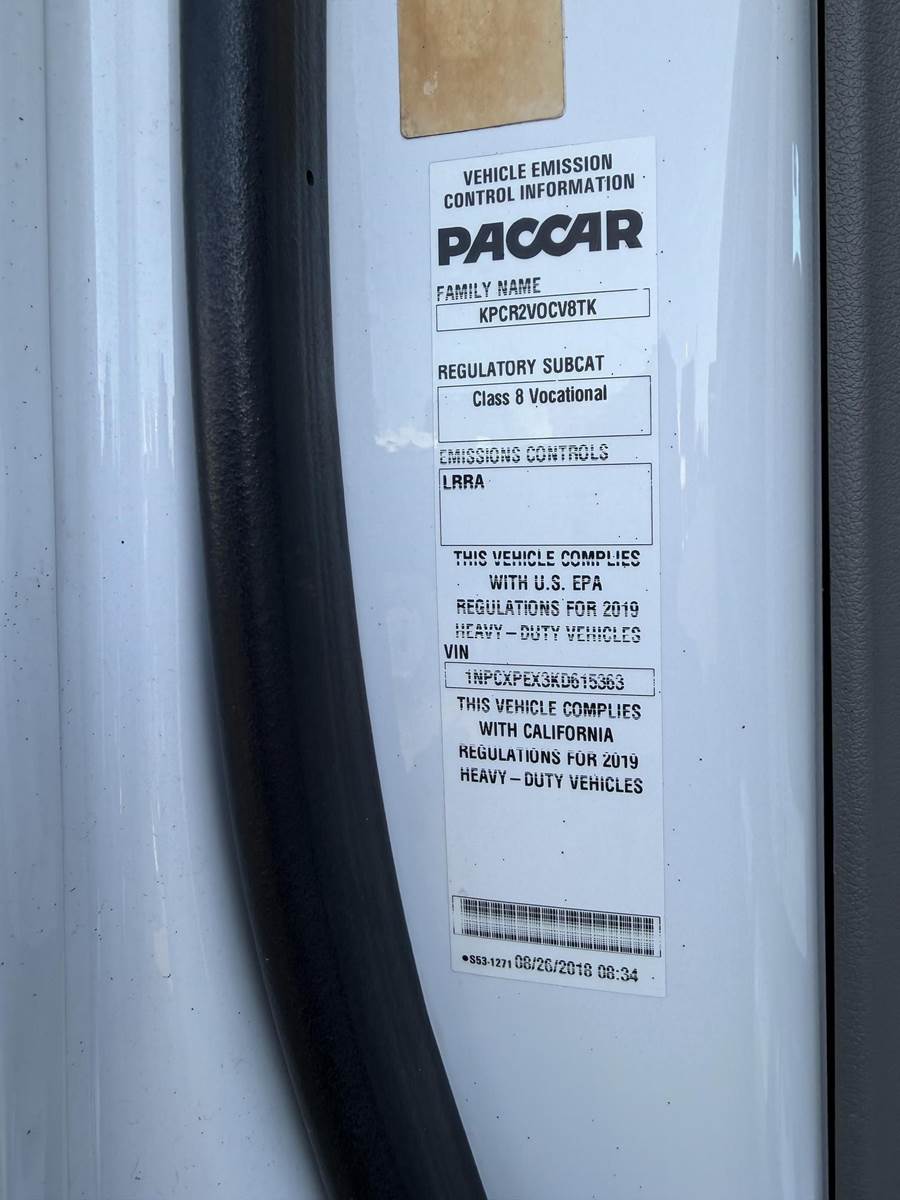 VEHICLE EMISSION
CONTROL INFORMATION
PACCAR
FAMILY NAME
KPCR2VOCV8TK
REGULATORY SUBCAT
Class 8 Vocational
EMISSIONS CONTROLS
LRRA
THIS VEHICLE COMPLIES
WITH U.S. EPA
REGULATIONS FOR 2019
HEAVY-DUTY VEHICLES
VIN
1NPCXPEX3KD615363
THIS VEHICLE COMPLIES
WITH CALIFORNIA
REGULATIONS FOR 2019
HEAVY-DUTY VEHICLES
•S53-1271 08/26/2018 08:34